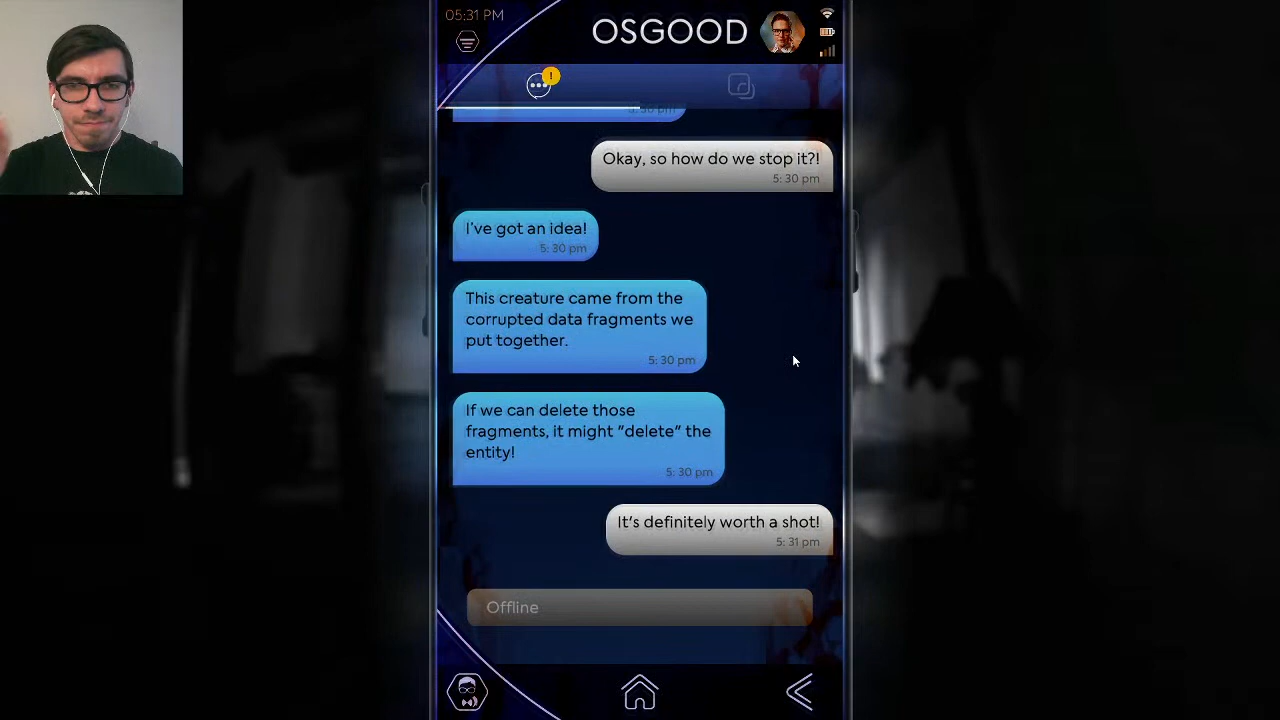 05:31 PM
OSGOOD
!
5:30 pm
Okay, so how do we stop it?!
5: 30 pm
I've got an idea!
5: 30 pm
This creature came from the
corrupted data fragments we
put together.
5: 30 pm
If we can delete those
fragments, it might "delete" the
entity!
5: 30 pm
It's definitely worth a shot!
5: 31 pm
Offline